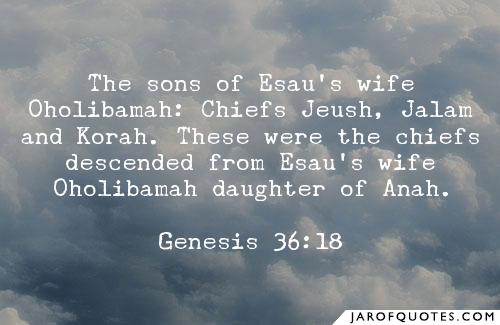 The sons of Esau's wife
Oholibamah: Chiefs Jeush, Jalam
and Korah. These were the chiefs
descended from Esau's wife
Oholibamah daughter of Anah.
Genesis 36:18
JAROFQUOTES.COM